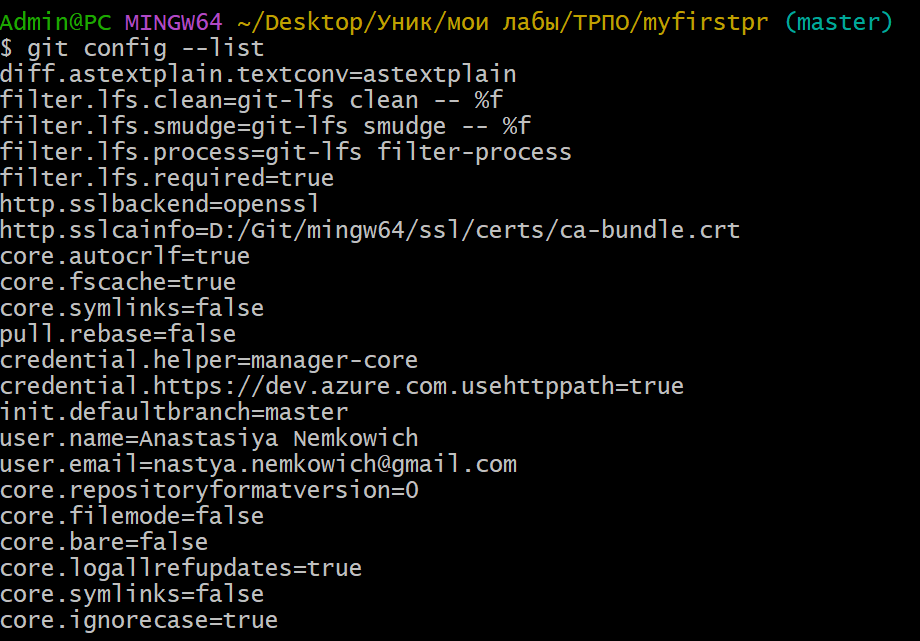 Admin@PC MINGW64 ~/Desktop/Уник/мои лабы/ТРПО/myfirstpr (master)
$ git config --list
diff.astextplain.textconv=astextplain
filter.lfs.clean=git-lfs clean -- %f
filter.lfs.smudge=git-lfs smudge -- %f
filter.lfs.process=git-lfs filter-process
filter.lfs.required=true
http.sslbackend=openssl
http.sslcainfo=D:/Git/mingw64/ssl/certs/ca-bundle.crt
core.autocrlf=true
core.fscache=true
core.symlinks=false
pull.rebase=false
credential.helper=manager-core
credential.https://dev.azure.com.usehttppath=true
init.defaultbranch=master
user.name=Anastasiya Nemkowich
user.email=nastya.nemkowich@gmail.com
core.repositoryformatversion=0
core.filemode=false
core.bare=false
core.logallrefupdates=true
core.symlinks=false
core.ignorecase=true